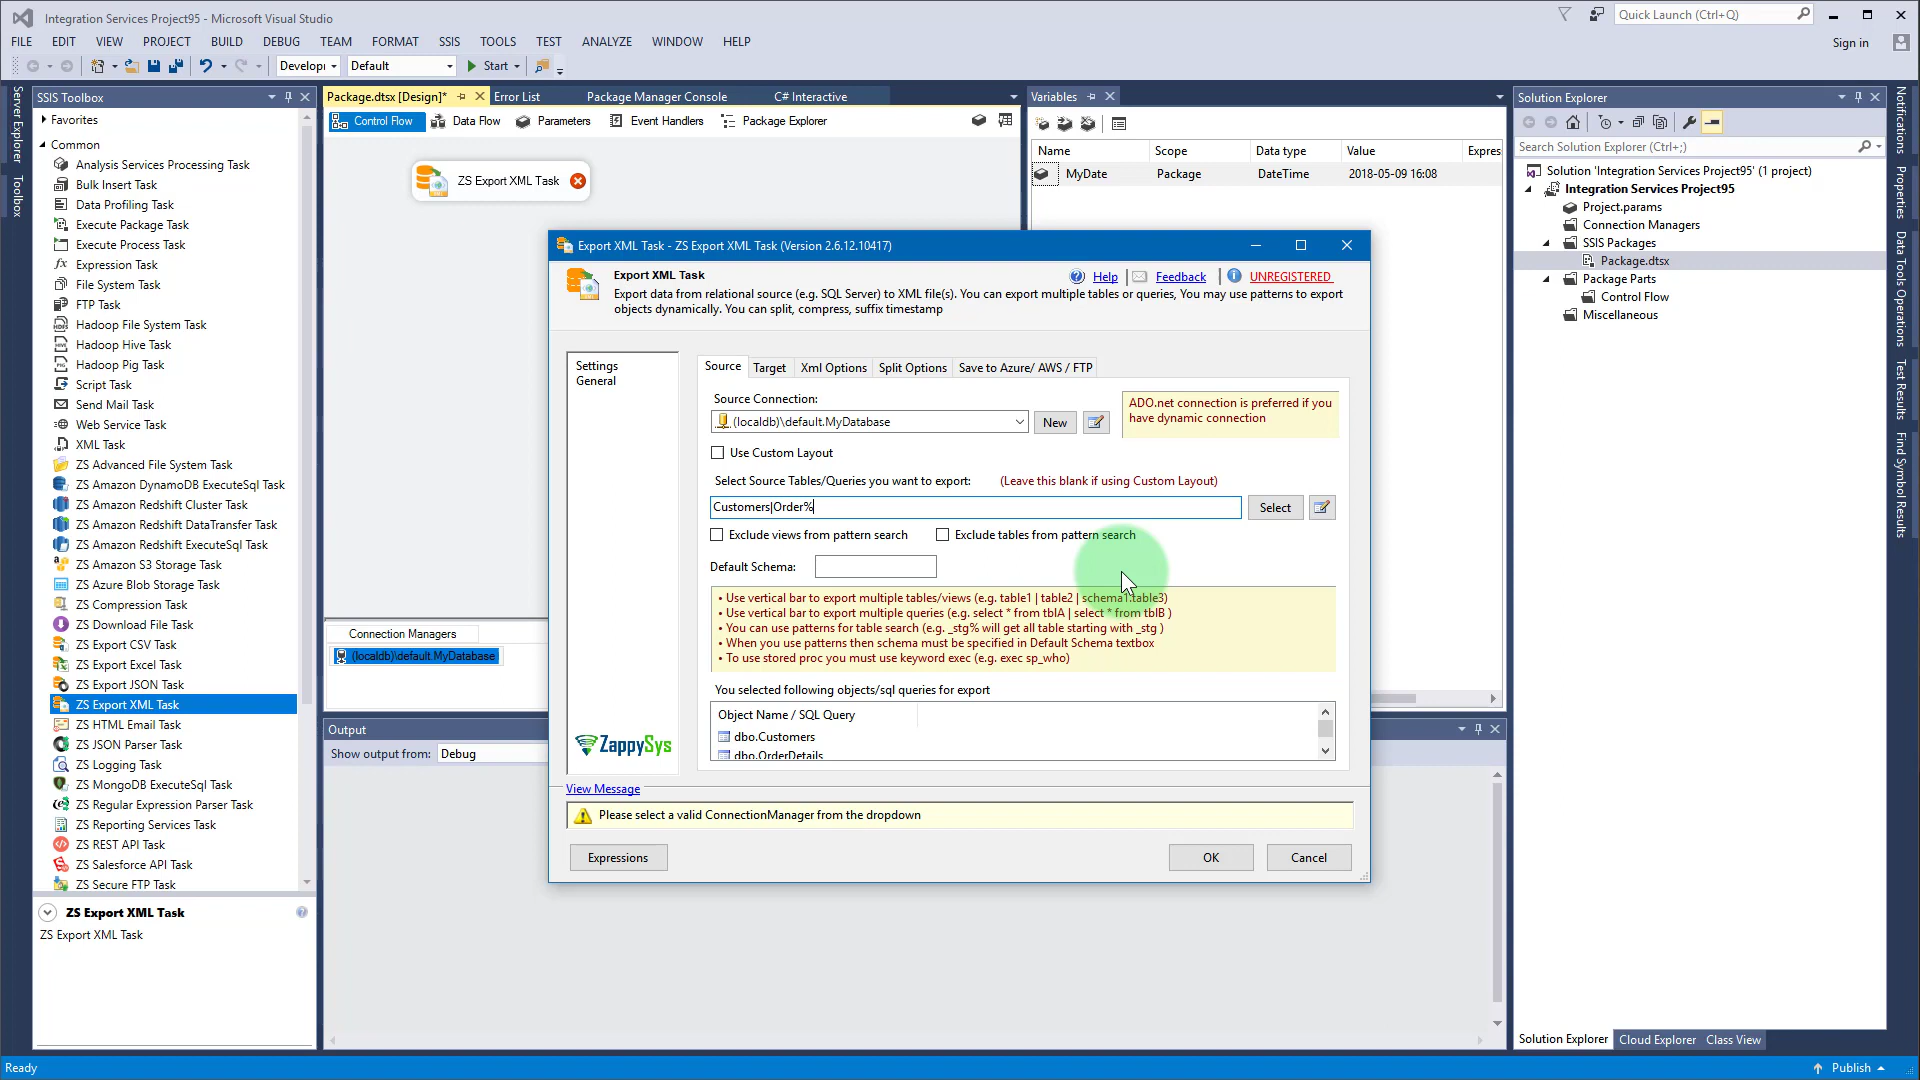 Integration Services Project95 - Microsoft Visual Studio
Quick Launch (Ctrl+Q)
FILE EDIT VIEW PROJECT BUILD DEBUG TEAM FORMAT SSIS TOOLS TEST ANALYZE WINDOW HELP
Sign in
Developi Default Start
Server Explorer
Toolbox
SSIS Toolbox
Favorites
Common
Analysis Services Processing Task
Bulk Insert Task
Data Profiling Task
Execute Package Task
Execute Process Task
Expression Task
File System Task
FTP Task
Hadoop File System Task
Hadoop Hive Task
Hadoop Pig Task
Script Task
Send Mail Task
Web Service Task
XML Task
ZS Advanced File System Task
ZS Amazon DynamoDB ExecuteSql Task
ZS Amazon Redshift Cluster Task
ZS Amazon Redshift DataTransfer Task
ZS Amazon Redshift ExecuteSql Task
ZS Amazon S3 Storage Task
ZS Azure Blob Storage Task
ZS Compression Task
ZS Download File Task
ZS Export CSV Task
ZS Export Excel Task
ZS Export JSON Task
ZS Export XML Task
ZS HTML Email Task
ZS JSON Parser Task
ZS Logging Task
ZS MongoDB ExecuteSql Task
ZS Regular Expression Parser Task
ZS Reporting Services Task
ZS REST API Task
ZS Salesforce API Task
ZS Secure FTP Task
ZS Export XML Task
ZS Export XML Task
Package.dtsx [Design]* Error List Package Manager Console C# Interactive
Control Flow Data Flow Parameters Event Handlers Package Explorer
ZS Export XML Task
Connection Managers
(localdb)\default.MyDatabase
Output
Show output from: Debug
Variables
Name Scope Data type Value Expres
MyDate Package DateTime 2018-05-09 16:08
Export XML Task - ZS Export XML Task (Version 2.6.12.10417)
Export XML Task
Help Feedback UNREGISTERED
Export data from relational source (e.g. SQL Server) to XML file(s). You can export multiple tables or queries, You may use patterns to export
objects dynamically. You can split, compress, suffix timestamp
Settings
General
ZappySys
Source Target Xml Options Split Options Save to Azure/ AWS / FTP
Source Connection:
(localdb)\default.MyDatabase New
ADO.net connection is preferred if you
have dynamic connection
Use Custom Layout
Select Source Tables/Queries you want to export: (Leave this blank if using Custom Layout)
Customers|Order% Select
Exclude views from pattern search Exclude tables from pattern search
Default Schema:
• Use vertical bar to export multiple tables/views (e.g. table1 | table2 | schema1.table3)
• Use vertical bar to export multiple queries (e.g. select * from tblA | select * from tblB )
• You can use patterns for table search (e.g. _stg% will get all table starting with _stg )
• When you use patterns then schema must be specified in Default Schema textbox
• To use stored proc you must use keyword exec (e.g. exec sp_who)
You selected following objects/sql queries for export
Object Name / SQL Query
dbo.Customers
dbo.OrderDetails
View Message
Please select a valid ConnectionManager from the dropdown
Expressions OK Cancel
Solution Explorer
Search Solution Explorer (Ctrl+;)
Solution 'Integration Services Project95' (1 project)
Integration Services Project95
Project.params
Connection Managers
SSIS Packages
Package.dtsx
Package Parts
Control Flow
Miscellaneous
Solution Explorer Cloud Explorer Class View
Notifications
Properties
Data Tools Operations
Test Results
Find Symbol Results
Ready
Publish